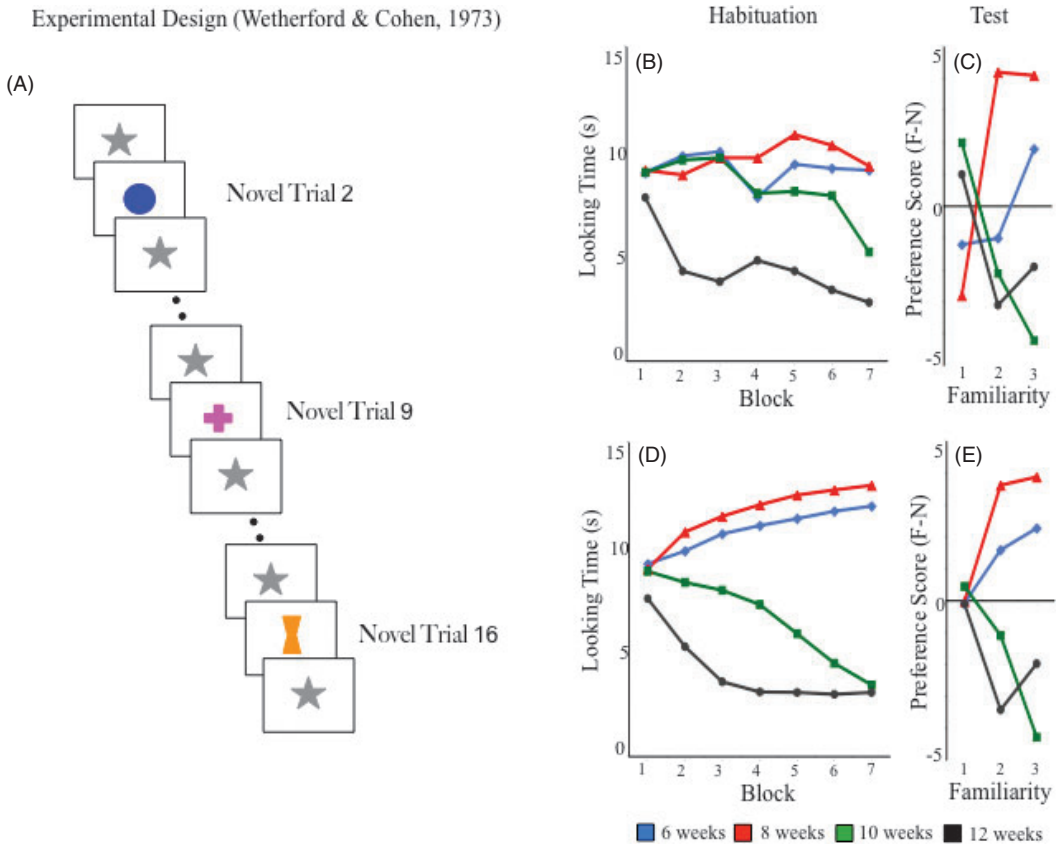 Experimental Design (Wetherford & Cohen, 1973)
Habituation
Test
(A)
Novel Trial 2
Novel Trial 9
Novel Trial 16
(B)
15
10
5
0
Looking Time (s)
1 2 3 4 5 6 7
Block
(C)
5
0
-5
Preference Score (F-N)
1 2 3
Familiarity
(D)
15
10
5
0
Looking Time (s)
1 2 3 4 5 6 7
Block
(E)
5
0
-5
Preference Score (F-N)
1 2 3
Familiarity
6 weeks 8 weeks 10 weeks 12 weeks